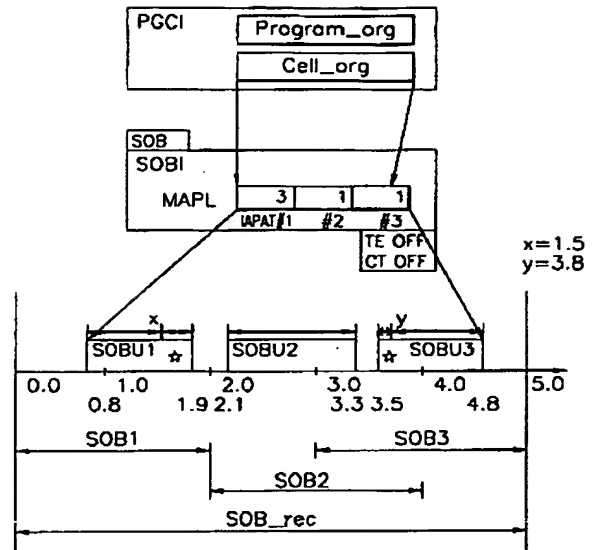 PGCI
Program_org
Cell_org
SOB
SOBI
MAPL
3 1 1
IAPAT#1 #2 #3
TE OFF
CT OFF
x=1.5
y=3.8
x y
SOBU1 ☆ SOBU2 ☆ SOBU3
0.0 1.0 2.0 3.0 4.0 5.0
0.8 1.9 2.1 3.3 3.5 4.8
SOB1 SOB3
SOB2
SOB_rec